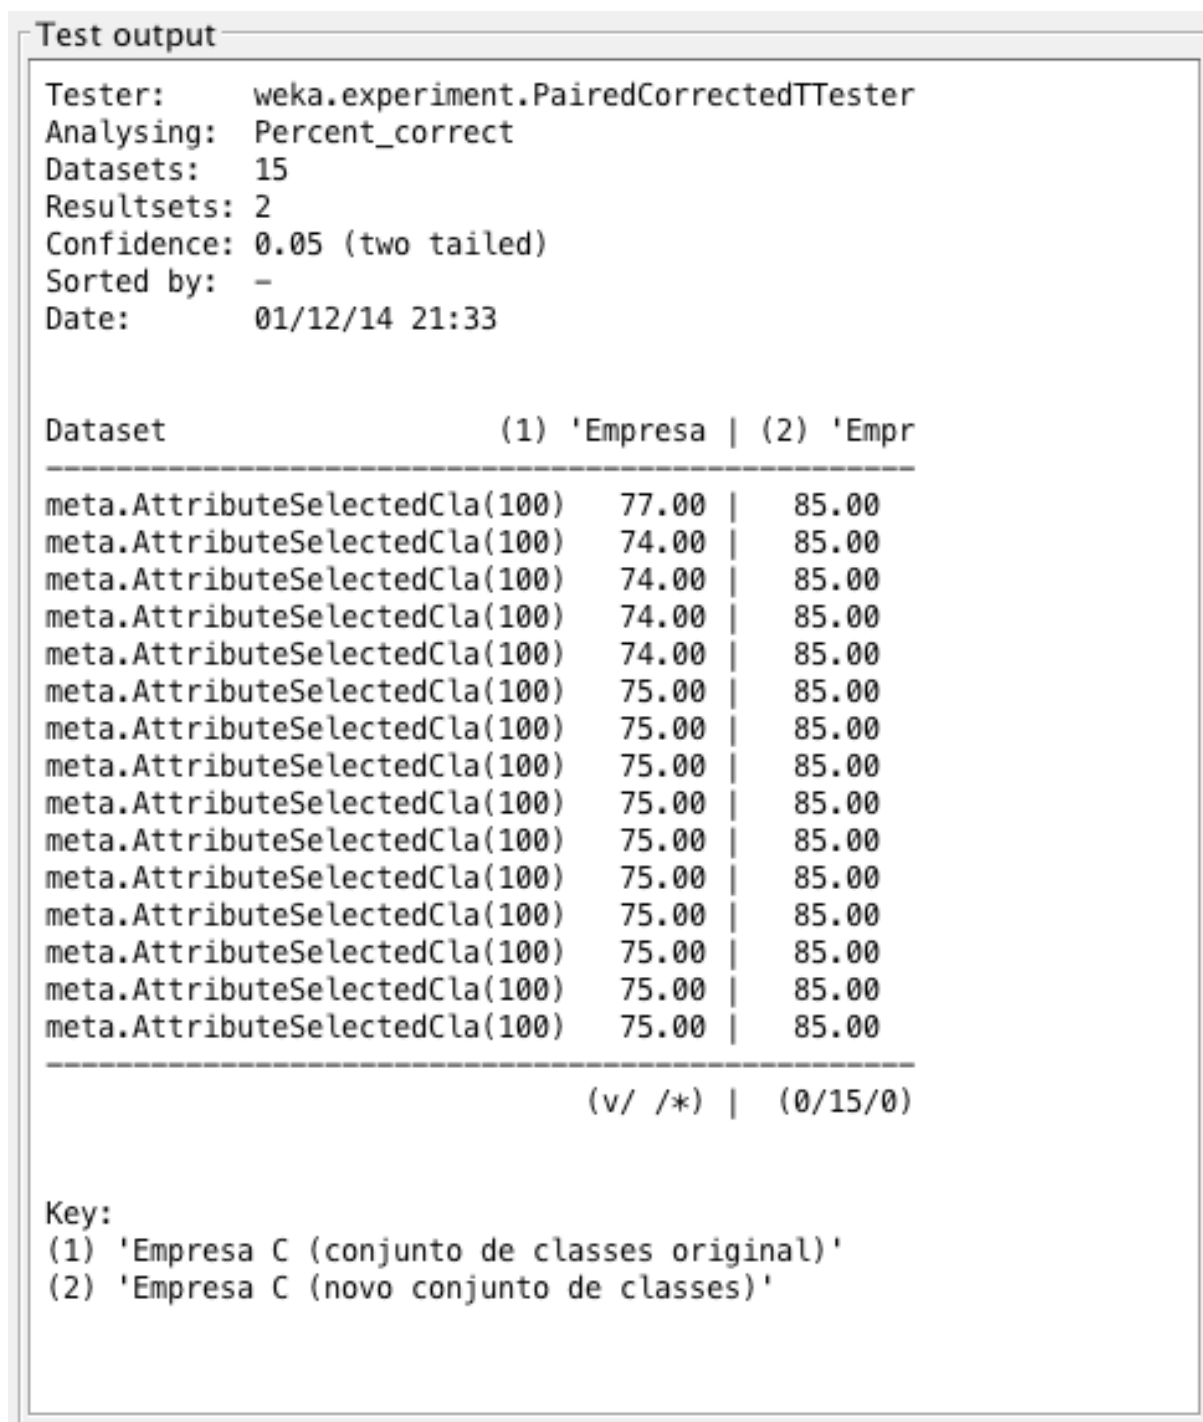 Test output
Tester:     weka.experiment.PairedCorrectedTTester
Analysing:  Percent_correct
Datasets:   15
Resultsets: 2
Confidence: 0.05 (two tailed)
Sorted by:  -
Date:       01/12/14 21:33
Dataset                   (1) 'Empresa | (2) 'Empr
--------------------------------------------------
meta.AttributeSelectedCla(100)   77.00 |   85.00
meta.AttributeSelectedCla(100)   74.00 |   85.00
meta.AttributeSelectedCla(100)   74.00 |   85.00
meta.AttributeSelectedCla(100)   74.00 |   85.00
meta.AttributeSelectedCla(100)   74.00 |   85.00
meta.AttributeSelectedCla(100)   75.00 |   85.00
meta.AttributeSelectedCla(100)   75.00 |   85.00
meta.AttributeSelectedCla(100)   75.00 |   85.00
meta.AttributeSelectedCla(100)   75.00 |   85.00
meta.AttributeSelectedCla(100)   75.00 |   85.00
meta.AttributeSelectedCla(100)   75.00 |   85.00
meta.AttributeSelectedCla(100)   75.00 |   85.00
meta.AttributeSelectedCla(100)   75.00 |   85.00
meta.AttributeSelectedCla(100)   75.00 |   85.00
meta.AttributeSelectedCla(100)   75.00 |   85.00
--------------------------------------------------
(v/ /*) |  (0/15/0)
Key:
(1) 'Empresa C (conjunto de classes original)'
(2) 'Empresa C (novo conjunto de classes)'